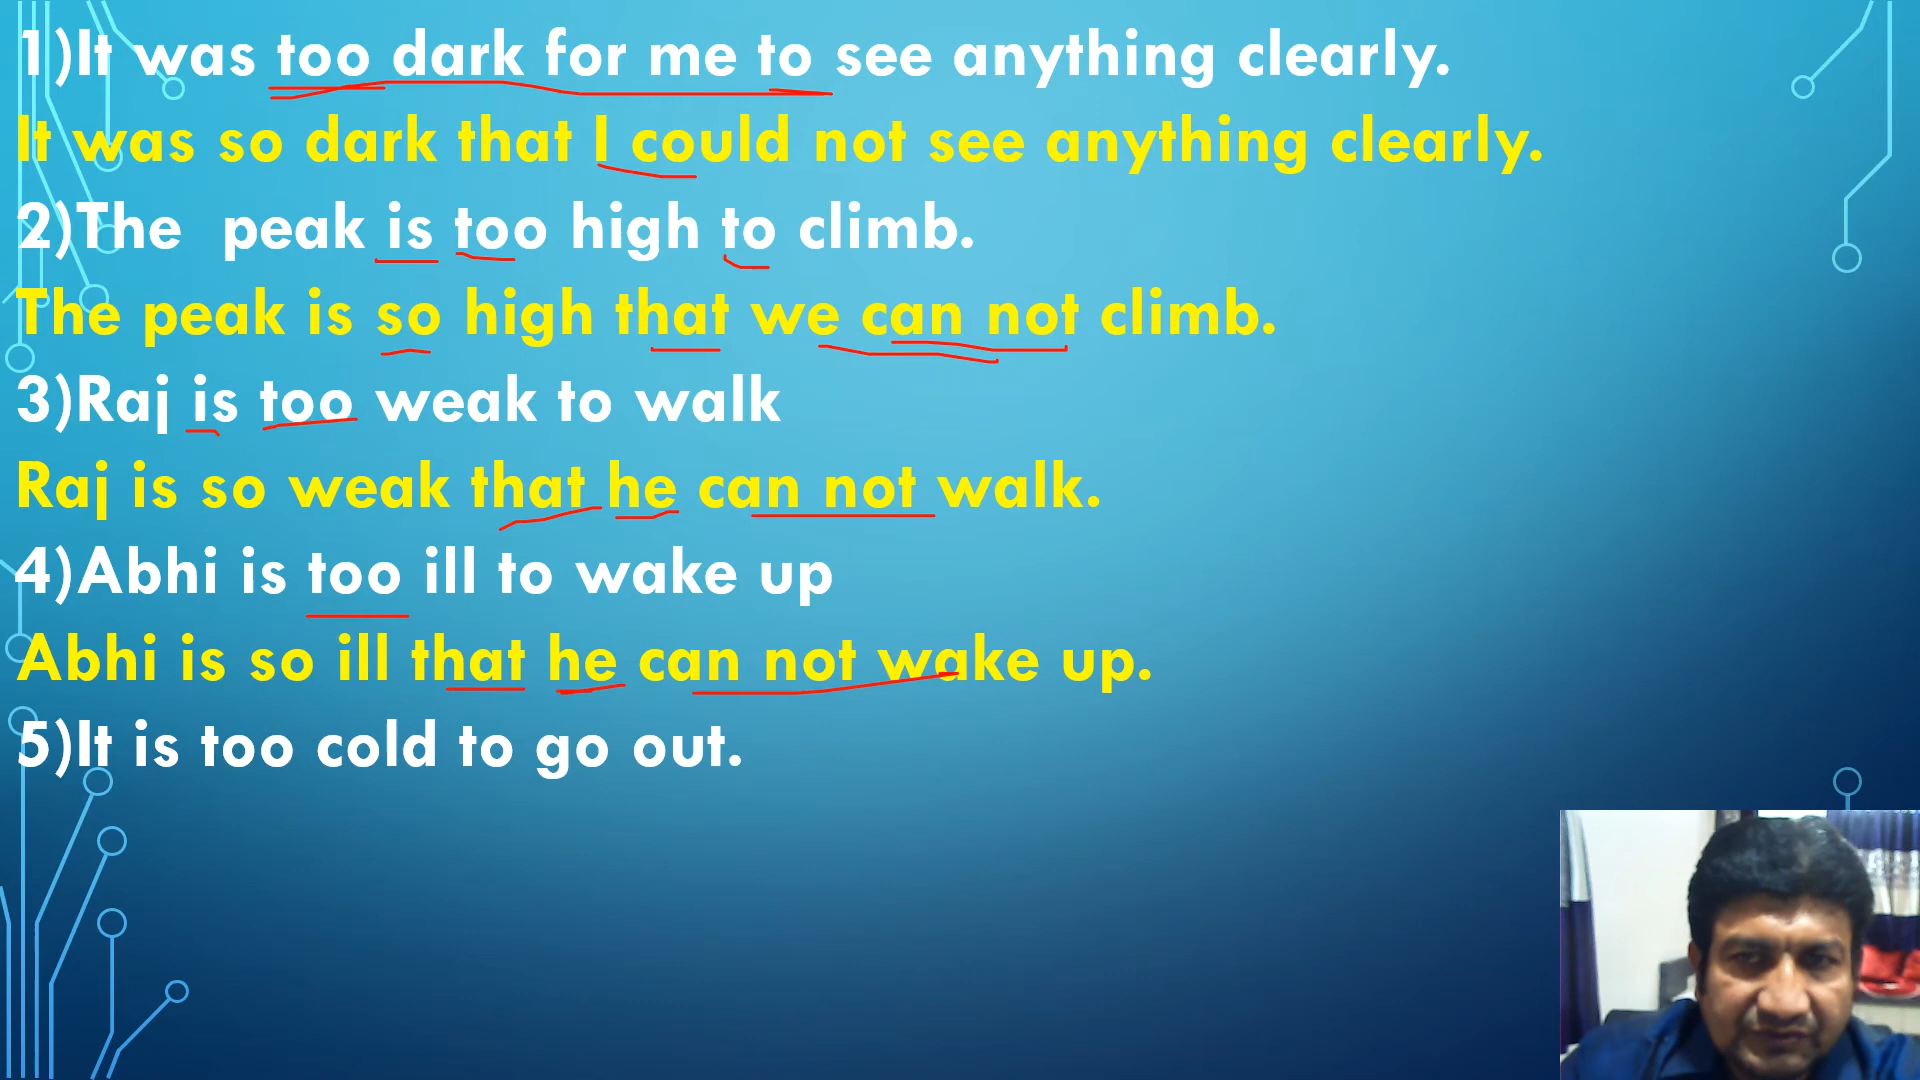 1)It was too dark for me to see anything clearly.
It was so dark that I could not see anything clearly.
2)The  peak is too high to climb.
The peak is so high that we can not climb.
3)Raj is too weak to walk
Raj is so weak that he can not walk.
4)Abhi is too ill to wake up
Abhi is so ill that he can not wake up.
5)It is too cold to go out.